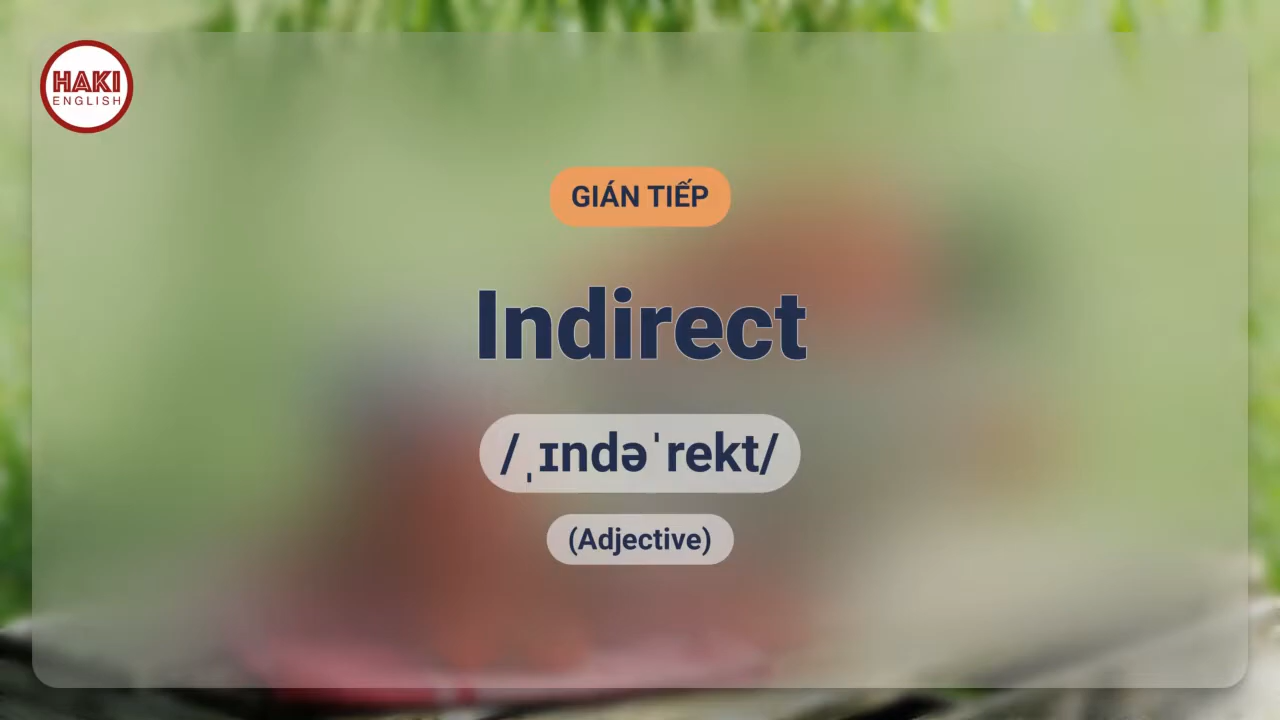 HAKI
ENGLISH
GIÁN TIẾP
Indirect
/ˌɪndəˈrekt/
(Adjective)